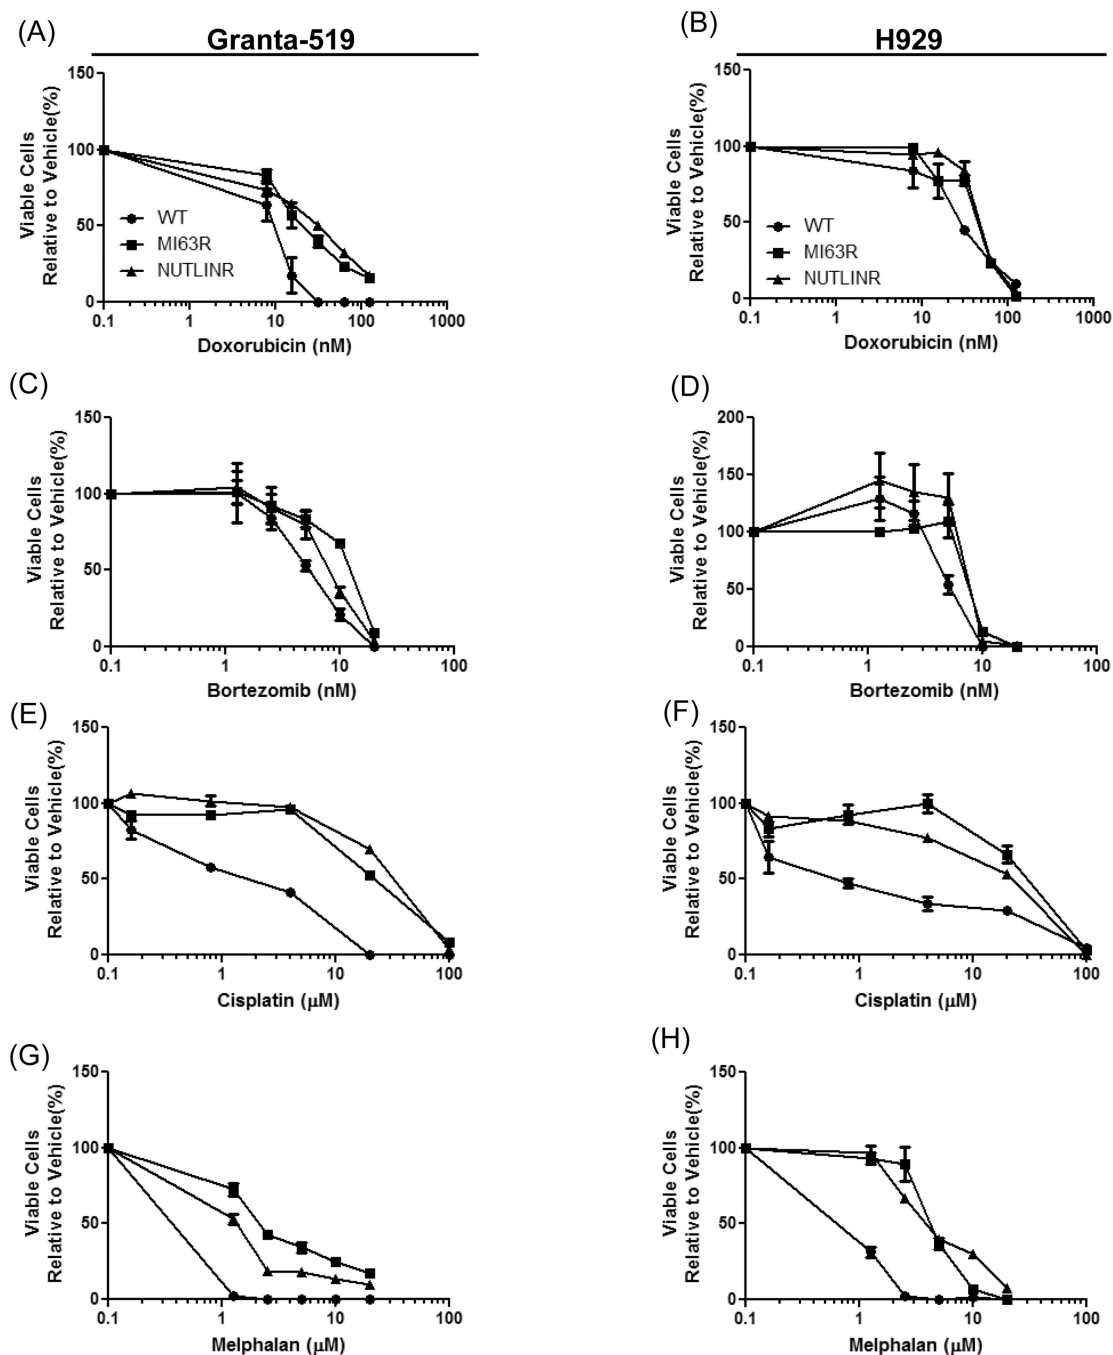 (A)
Granta-519
150
100
50
0
Viable Cells
Relative to Vehicle(%)
WT
MI63R
NUTLINR
0.1 1 10 100 1000
Doxorubicin (nM)
(B)
H929
150
100
50
0
Viable Cells
Relative to Vehicle(%)
WT
MI63R
NUTLINR
0.1 1 10 100 1000
Doxorubicin (nM)
(C)
150
100
50
0
Viable Cells
Relative to Vehicle(%)
0.1 1 10 100
Bortezomib (nM)
(D)
200
150
100
50
0
Viable Cells
Relative to Vehicle(%)
0.1 1 10 100
Bortezomib (nM)
(E)
150
100
50
0
Viable Cells
Relative to Vehicle(%)
0.1 1 10 100
Cisplatin (μM)
(F)
150
100
50
0
Viable Cells
Relative to Vehicle(%)
0.1 1 10 100
Cisplatin (μM)
(G)
150
100
50
0
Viable Cells
Relative to Vehicle(%)
0.1 1 10 100
Melphalan (μM)
(H)
150
100
50
0
Viable Cells
Relative to Vehicle(%)
0.1 1 10 100
Melphalan (μM)